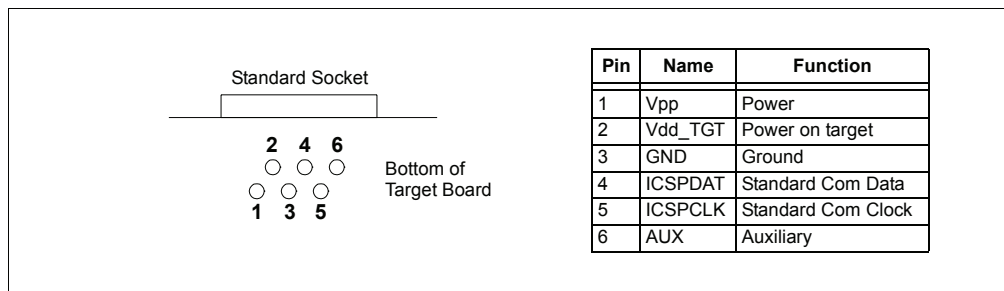 Standard Socket
2 4 6
Bottom of
Target Board
1 3 5
Pin Name Function
1 Vpp Power
2 Vdd_TGT Power on target
3 GND Ground
4 ICSPDAT Standard Com Data
5 ICSPCLK Standard Com Clock
6 AUX Auxiliary